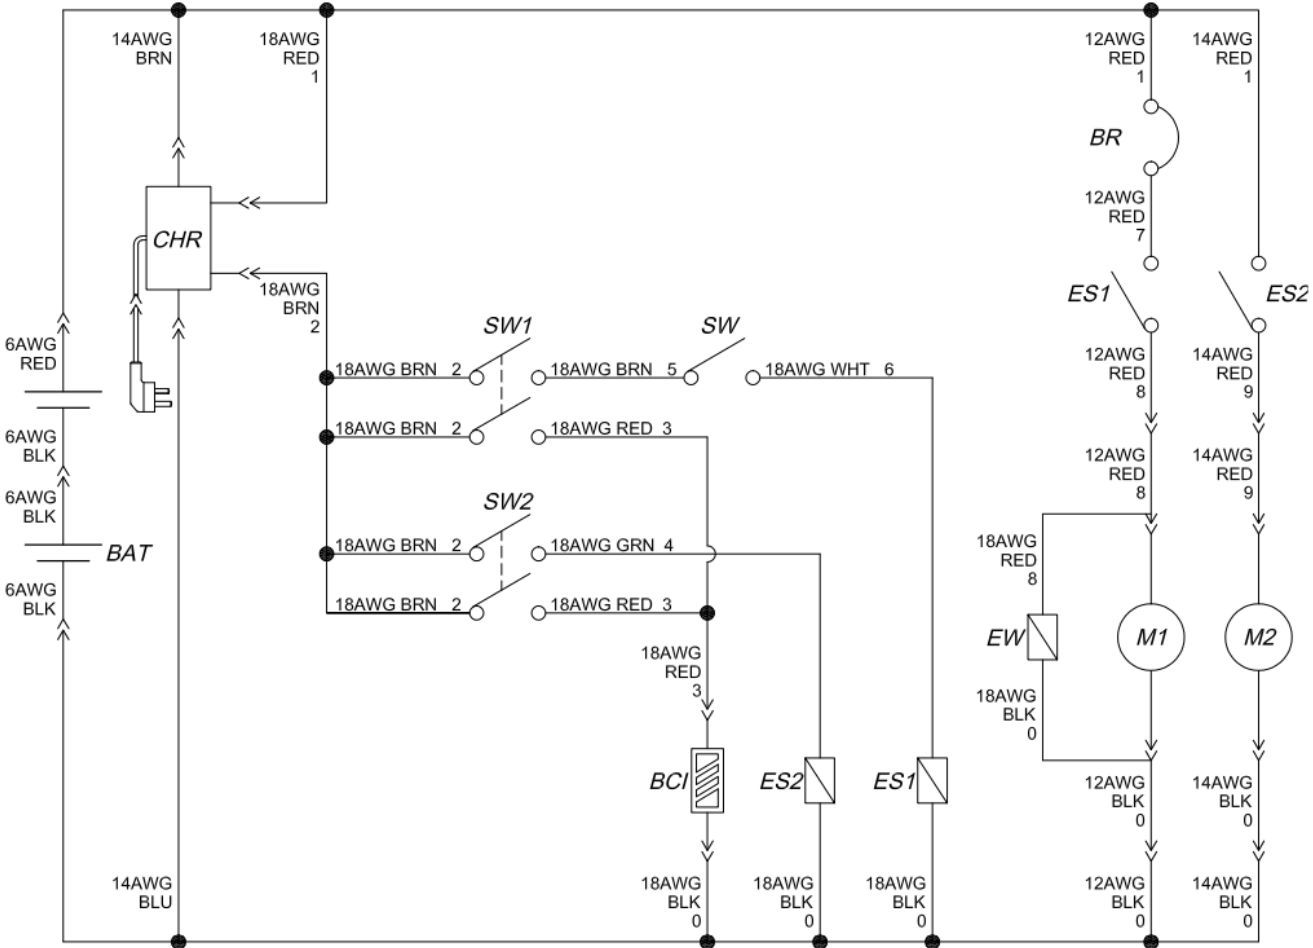 14AWG
BRN
18AWG
RED
1
12AWG
RED
1
14AWG
RED
1
BR
12AWG
RED
7
CHR
18AWG
BRN
2
ES1
ES2
6AWG
RED
SW1
SW
18AWG BRN 2
18AWG BRN 5
18AWG WHT 6
12AWG
RED
8
14AWG
RED
9
18AWG BRN 2
18AWG RED 3
6AWG
BLK
12AWG
RED
8
14AWG
RED
9
6AWG
BLK
SW2
BAT
18AWG BRN 2
18AWG GRN 4
18AWG
RED
8
6AWG
BLK
18AWG BRN 2
18AWG RED 3
EW
M1
M2
18AWG
RED
3
18AWG
BLK
0
BCI
ES2
ES1
12AWG
BLK
0
14AWG
BLK
0
14AWG
BLU
18AWG
BLK
0
18AWG
BLK
0
18AWG
BLK
0
12AWG
BLK
0
14AWG
BLK
0